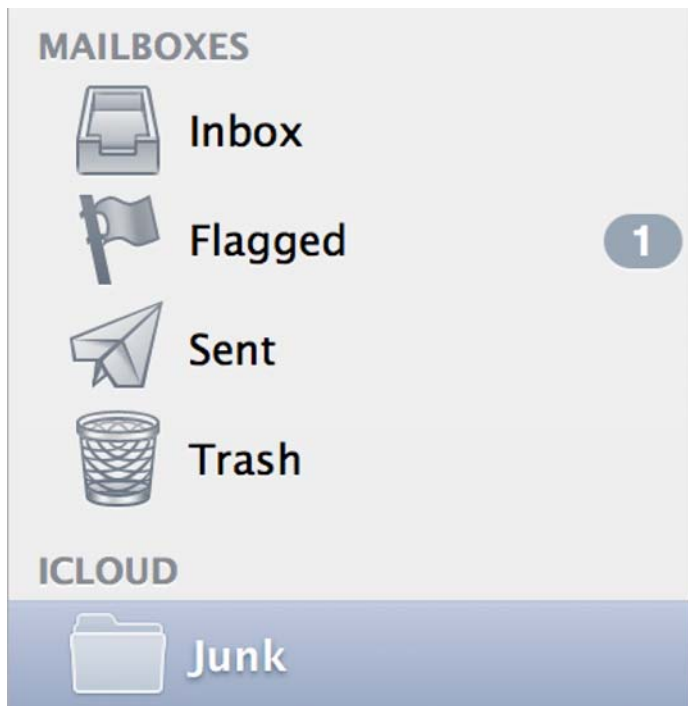 MAILBOXES
Inbox
Flagged 1
Sent
Trash
ICLOUD
Junk